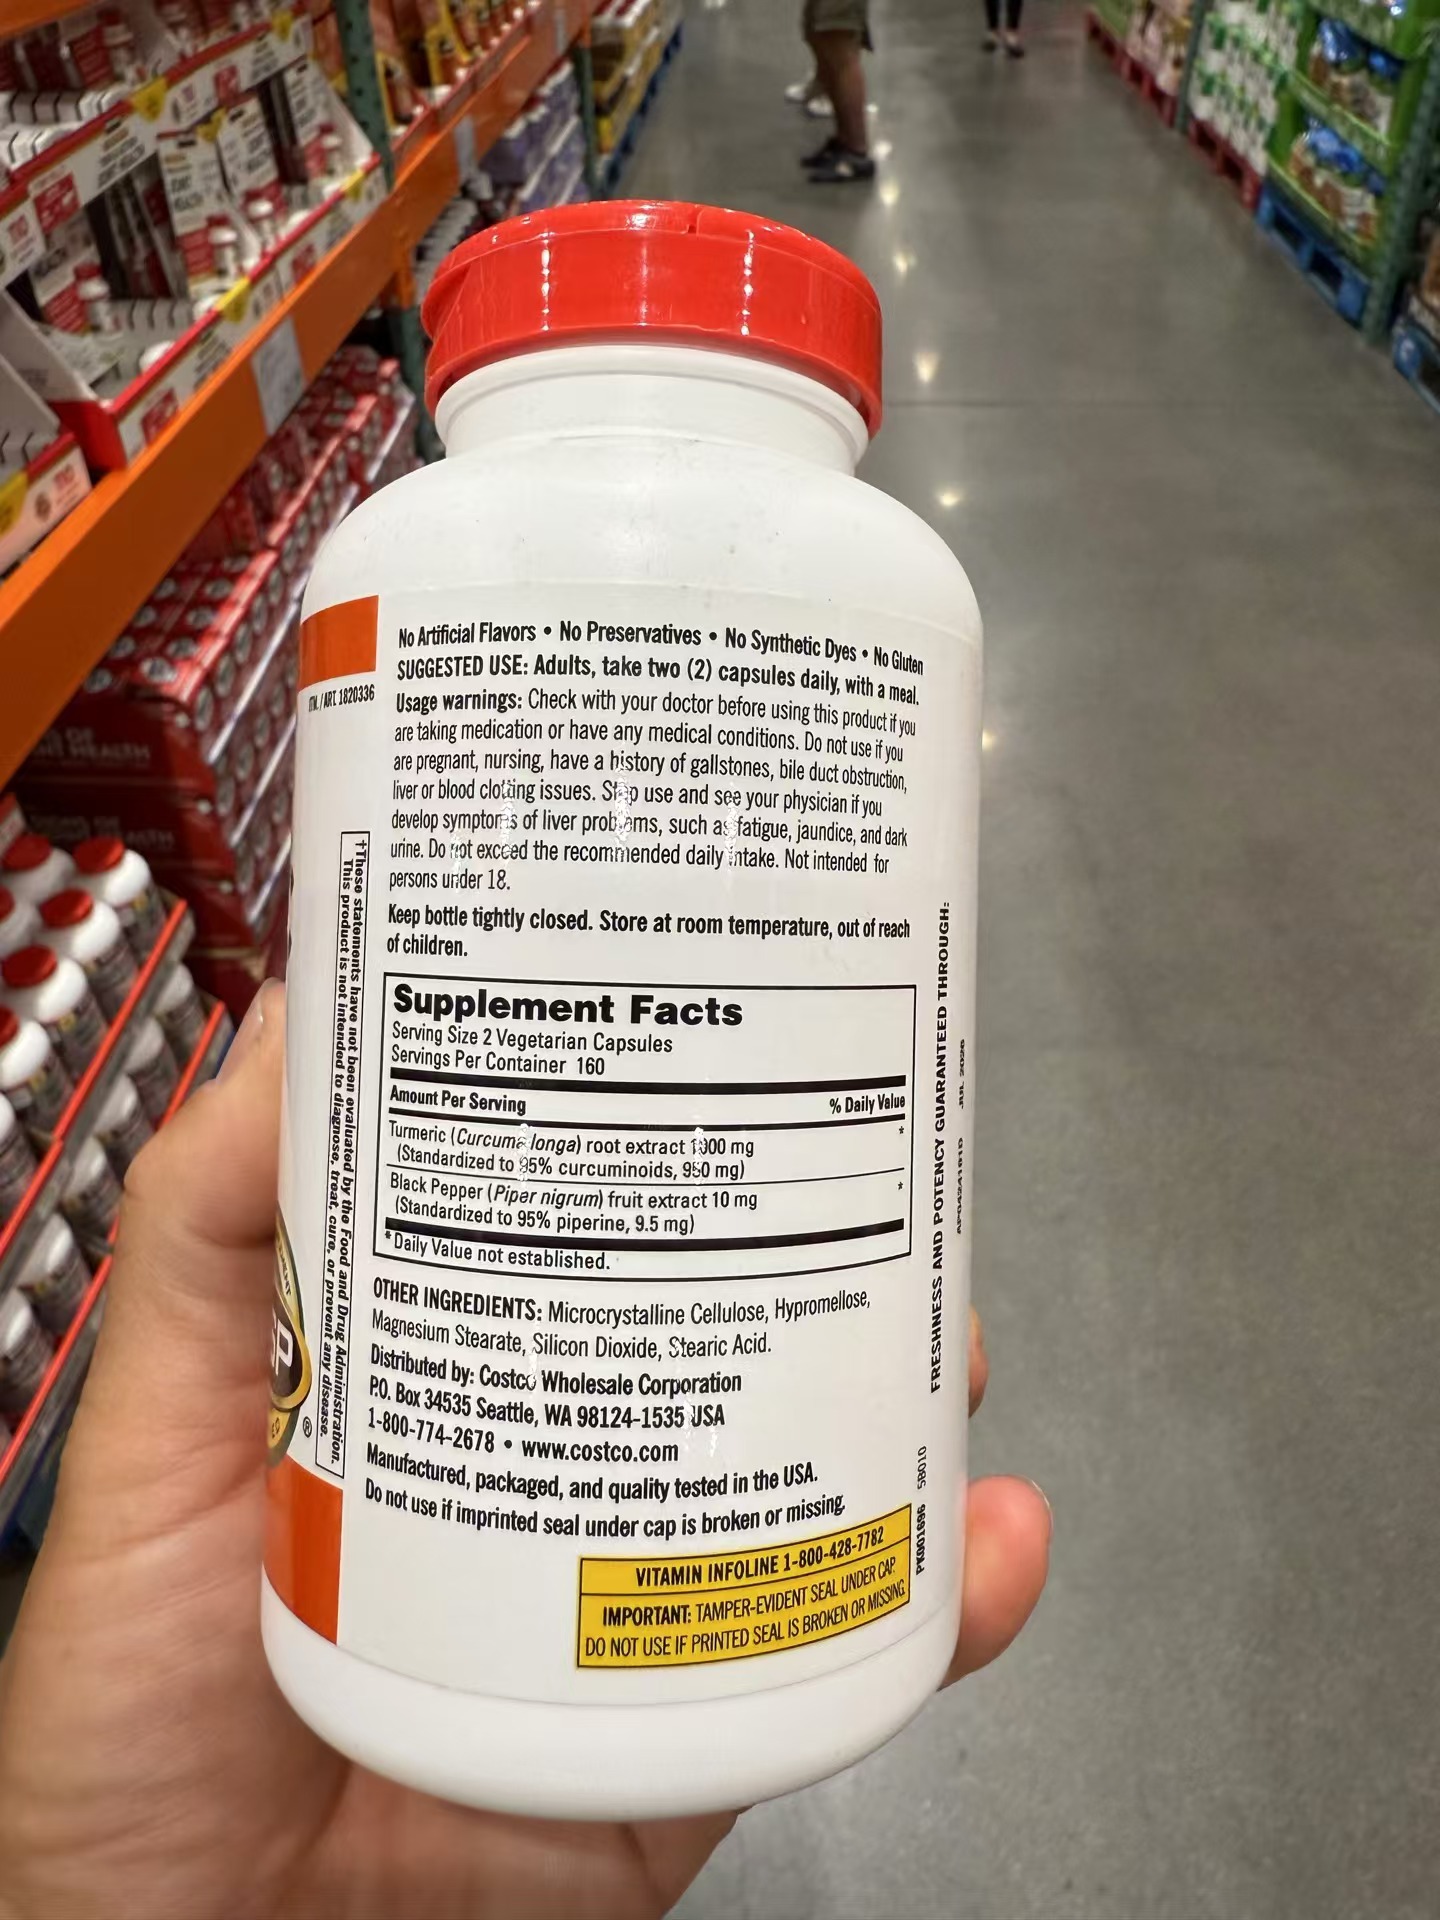 No Artificial Flavors • No Preservatives • No Synthetic Dyes • No Gluten
SUGGESTED USE: Adults, take two (2) capsules daily, with a meal.
Usage warnings: Check with your doctor before using this product if you
are taking medication or have any medical conditions. Do not use if you
are pregnant, nursing, have a history of gallstones, bile duct obstruction,
liver or blood clotting issues. Stop use and see your physician if you
develop symptoms of liver problems, such as fatigue, jaundice, and dark
urine. Do not exceed the recommended daily intake. Not intended for
persons under 18.
Keep bottle tightly closed. Store at room temperature, out of reach
of children.
Supplement Facts
Serving Size 2 Vegetarian Capsules
Servings Per Container 160
Amount Per Serving % Daily Value
Turmeric (Curcuma longa) root extract 1000 mg *
(Standardized to 95% curcuminoids, 950 mg)
Black Pepper (Piper nigrum) fruit extract 10 mg *
(Standardized to 95% piperine, 9.5 mg)
*Daily Value not established.
OTHER INGREDIENTS: Microcrystalline Cellulose, Hypromellose,
Magnesium Stearate, Silicon Dioxide, Stearic Acid.
Distributed by: Costco Wholesale Corporation
P.O. Box 34535 Seattle, WA 98124-1535 USA
1-800-774-2678 • www.costco.com
Manufactured, packaged, and quality tested in the USA.
Do not use if imprinted seal under cap is broken or missing.
VITAMIN INFOLINE 1-800-428-7782
IMPORTANT: TAMPER-EVIDENT SEAL UNDER CAP.
DO NOT USE IF PRINTED SEAL IS BROKEN OR MISSING.
ITM. / ART. 1820336
†These statements have not been evaluated by the Food and Drug Administration.
This product is not intended to diagnose, treat, cure, or prevent any disease.
®
FRESHNESS AND POTENCY GUARANTEED THROUGH:
PK001696 5B010